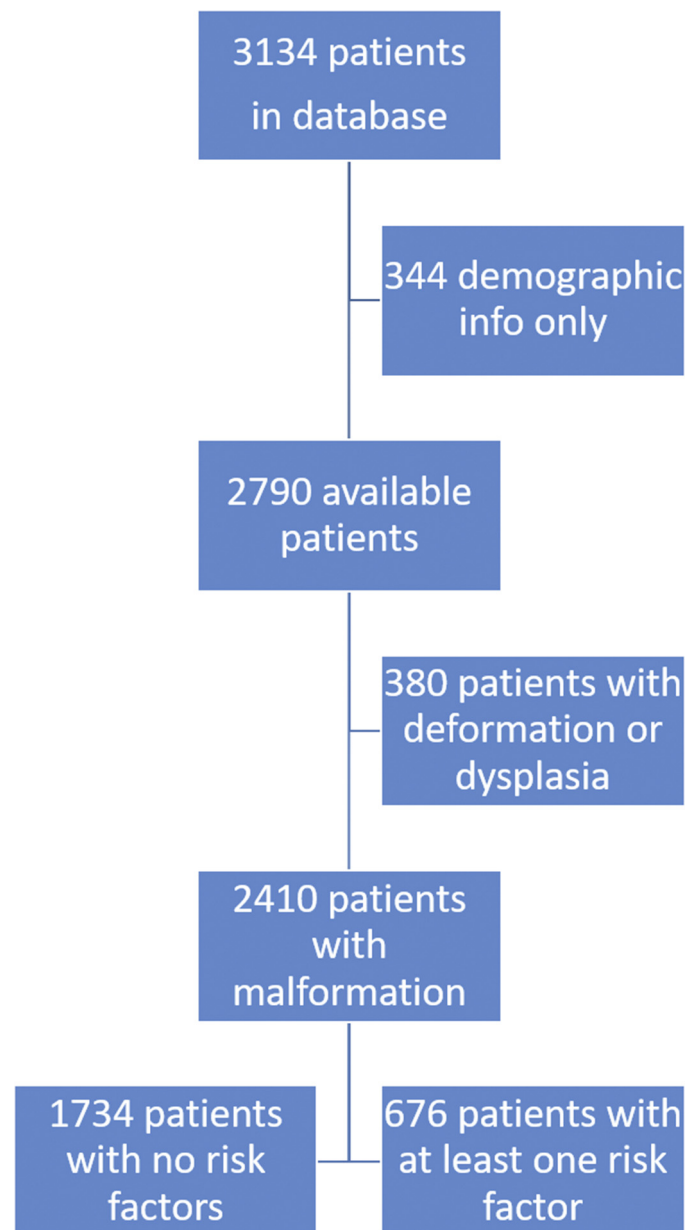 3134 patients
in database
344 demographic
info only
2790 available
patients
380 patients with
deformation or
dysplasia
2410 patients
with
malformation
1734 patients
with no risk
factors
676 patients with
at least one risk
factor